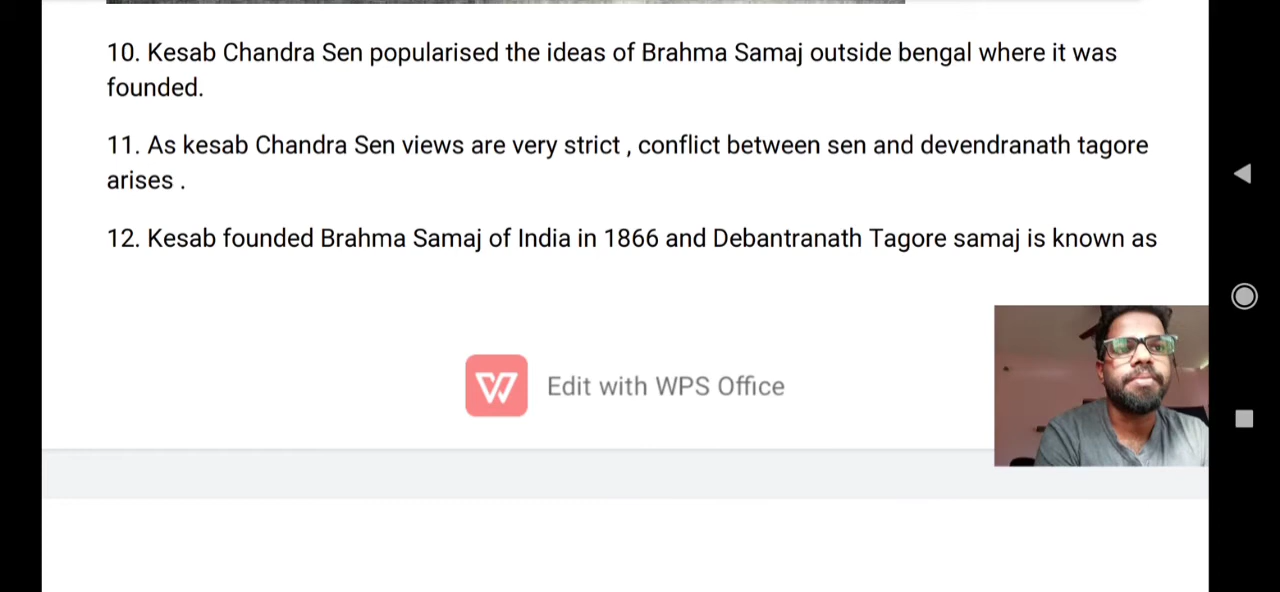 10. Kesab Chandra Sen popularised the ideas of Brahma Samaj outside bengal where it was
founded.
11. As kesab Chandra Sen views are very strict , conflict between sen and devendranath tagore
arises .
12. Kesab founded Brahma Samaj of India in 1866 and Debantranath Tagore samaj is known as
Edit with WPS Office